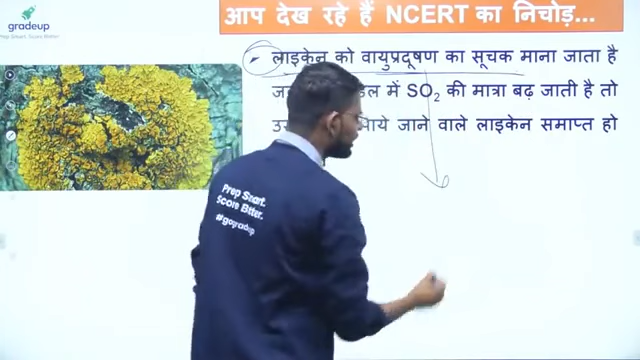 आप देख रहे हैं NCERT का निचोड़...
gradeup
Prep Smart. Score Better
लाइकेन को वायुप्रदूषण का सूचक माना जाता है
में SO2 की मात्रा बढ़ जाती है तो
जाने वाले लाइकेन समाप्त हो
Prep Smart.
Score Btter.
#gogradeup